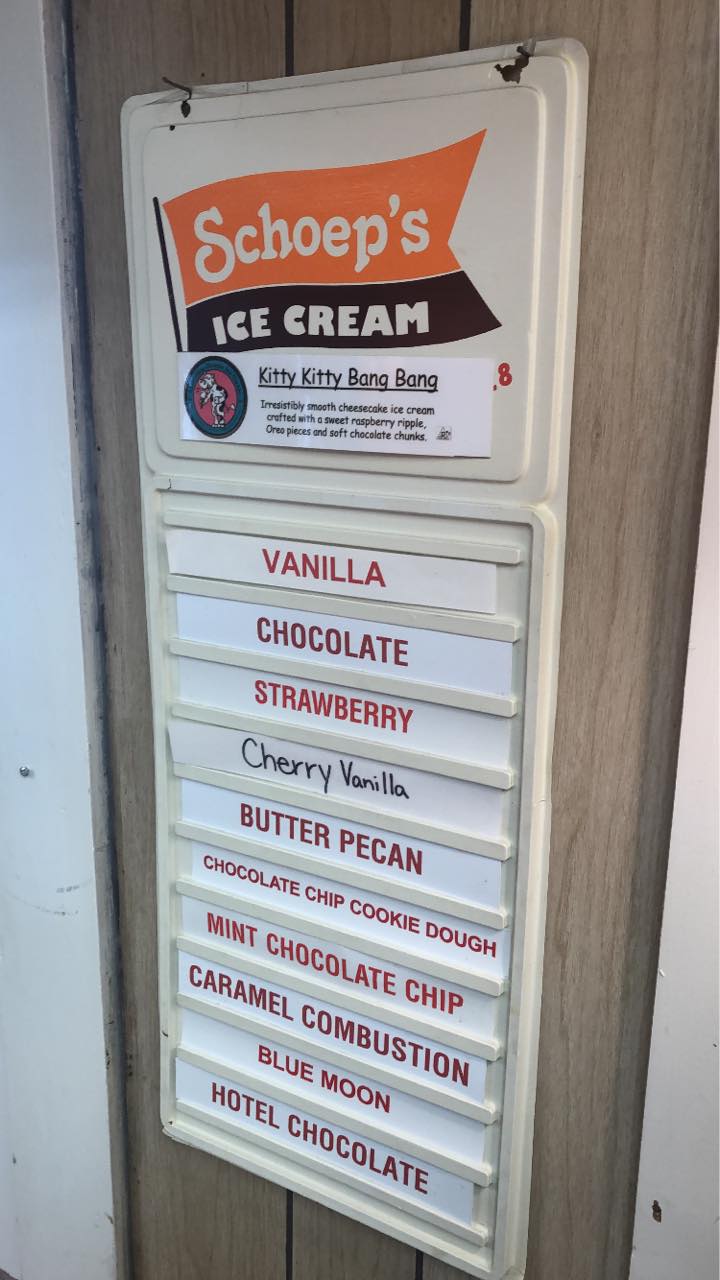 Schoep's
ICE CREAM
Kitty Kitty Bang Bang
Irresistibly smooth cheesecake ice cream
crafted with a sweet raspberry ripple,
Oreo pieces and soft chocolate chunks.
8
VANILLA
CHOCOLATE
STRAWBERRY
Cherry Vanilla
BUTTER PECAN
CHOCOLATE CHIP COOKIE DOUGH
MINT CHOCOLATE CHIP
CARAMEL COMBUSTION
BLUE MOON
HOTEL CHOCOLATE